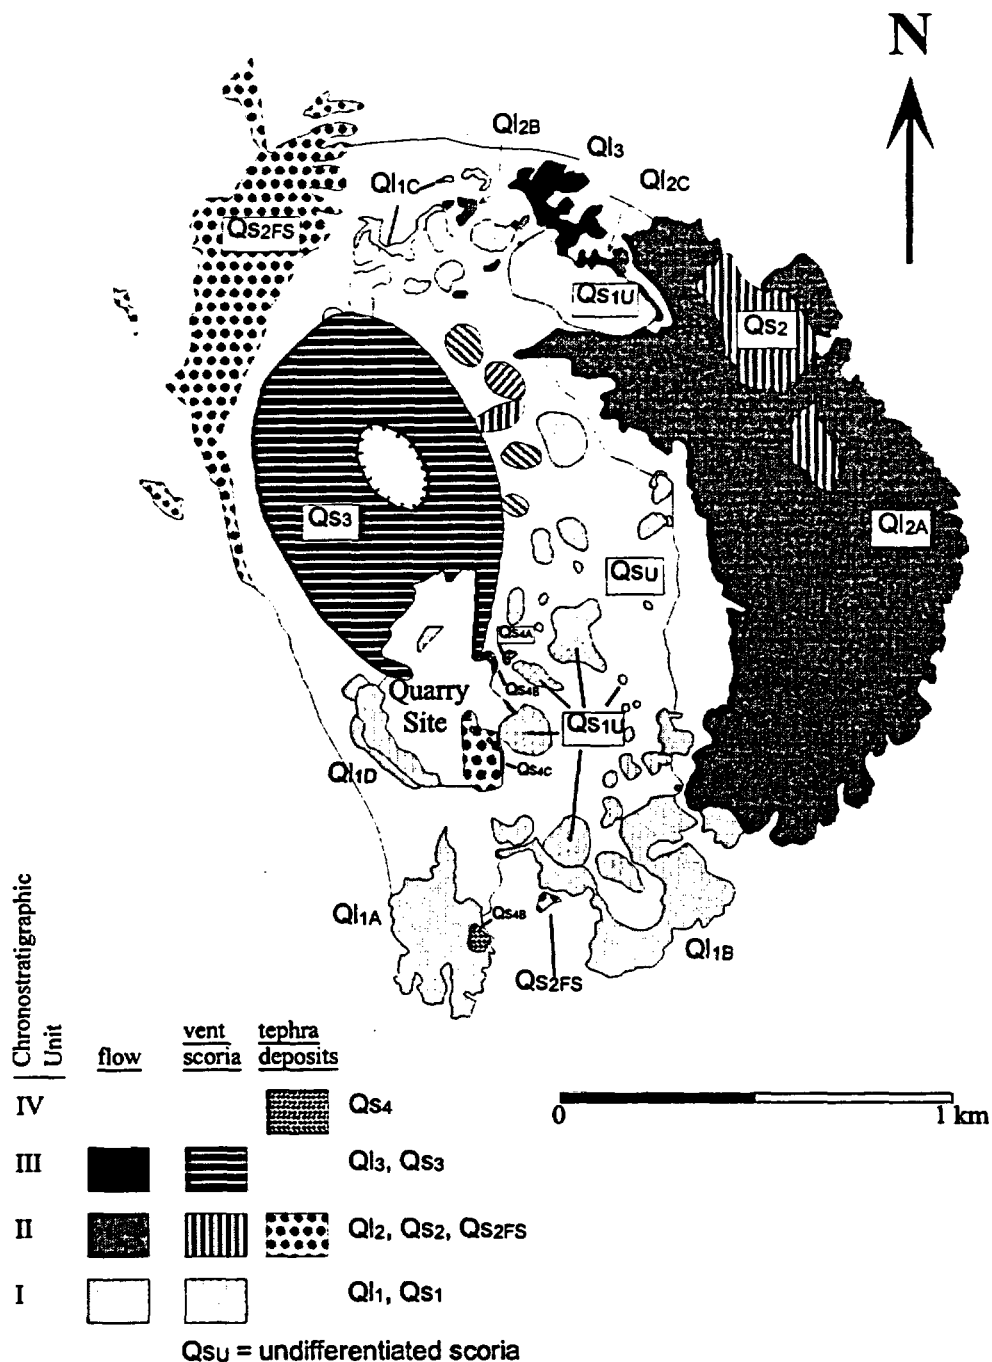 N
Ql2B
Ql3
Ql1C
Ql2C
Qs2FS
Qs1U
Qs2
Qs3
Ql2A
QsU
Qs4A
Qs4B
Quarry
Site
Qs1U
Ql1D
Qs4C
Ql1A
Qs4B
Ql1B
Qs2FS
Chronostratigraphic
Unit
flow
vent
scoria
tephra
deposits
IV
Qs4
0
1 km
III
Ql3, Qs3
II
Ql2, Qs2, Qs2FS
I
Ql1, Qs1
QsU = undifferentiated scoria